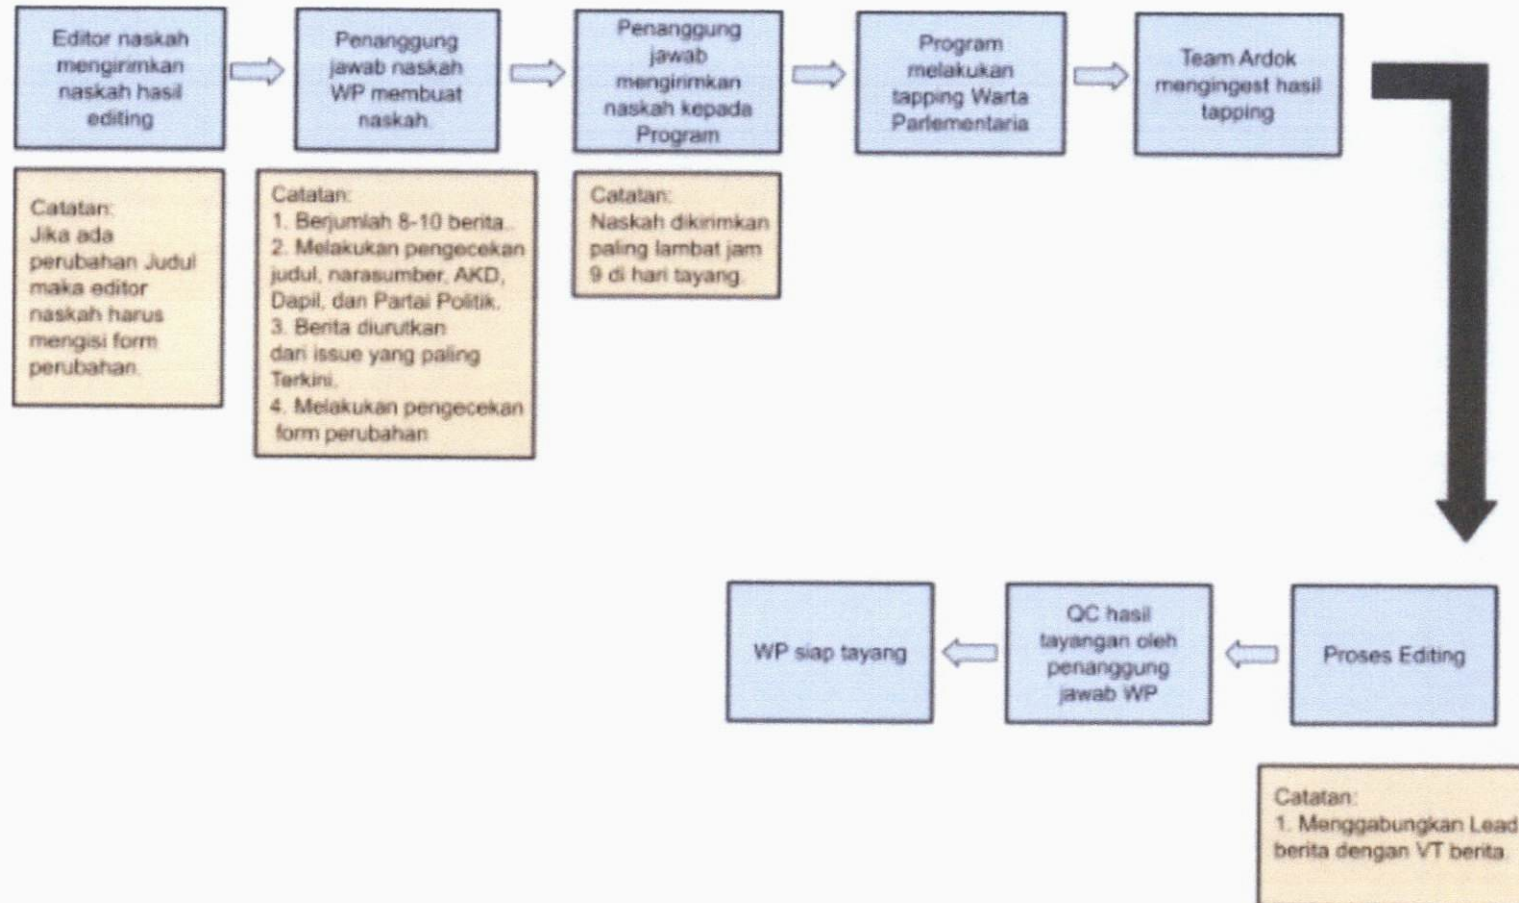 Editor naskah
mengirimkan
naskah hasil
editing
Penanggung
jawab naskah
WP membuat
naskah.
Penanggung
jawab
mengirimkan
naskah kepada
Program
Program
melakukan
tapping Warta
Parlementaria
Team Ardok
mengingest hasil
tapping
Catatan:
Jika ada
perubahan Judul
maka editor
naskah harus
mengisi form
perubahan.
Catatan:
1. Berjumlah 8-10 berita..
2. Melakukan pengecekan
judul, narasumber, AKD,
Dapil, dan Partai Politik.
3. Berita diurutkan
dari issue yang paling
Terkini.
4. Melakukan pengecekan
form perubahan
Catatan:
Naskah dikirimkan
paling lambat jam
9 di hari tayang.
WP siap tayang
QC hasil
tayangan oleh
penanggung
jawab WP
Proses Editing
Catatan:
1. Menggabungkan Lead
berita dengan VT berita.